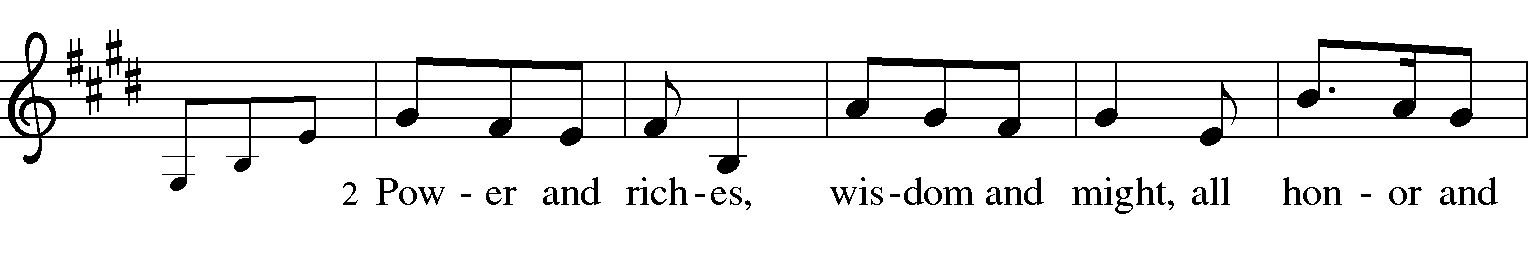 2 Pow - er and rich - es, wis - dom and might, all hon - or and